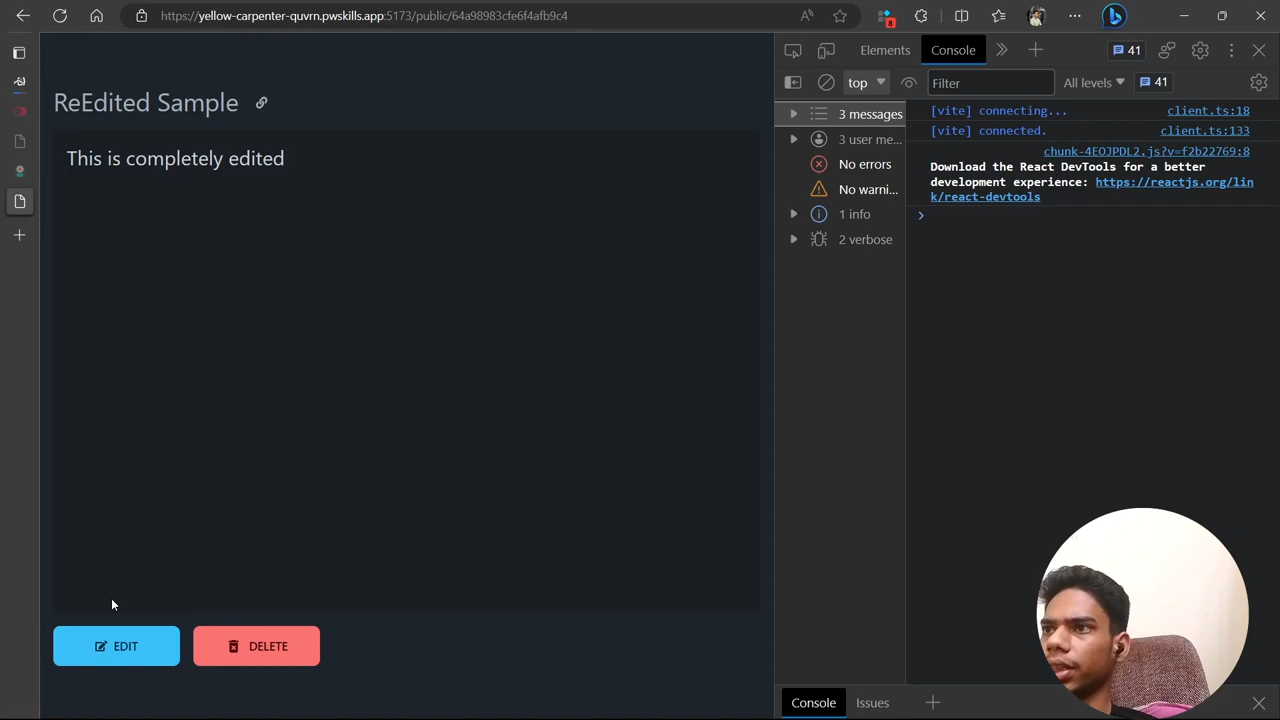 https://yellow-carpenter-quvrn.pwskills.app:5173/public/64a98983cfe6f4afb9c4
8
Elements
Console
41
top
Filter
All levels
41
ReEdited Sample
This is completely edited
3 messages
3 user me...
No errors
No warni...
1 info
2 verbose
[vite] connecting... client.ts:18
[vite] connected. client.ts:133
chunk-4EOJPDL2.js?v=f2b22769:8
Download the React DevTools for a better
development experience: https://reactjs.org/lin
k/react-devtools
EDIT
DELETE
Console
Issues